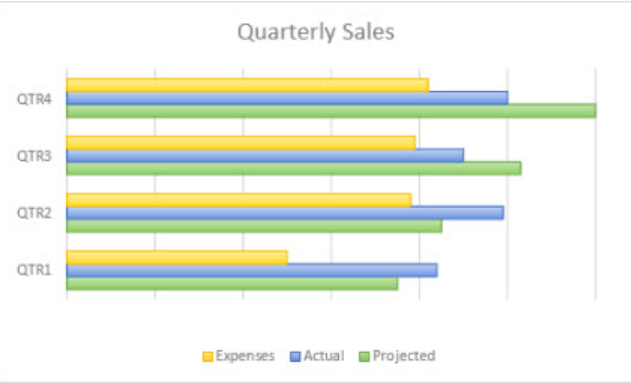 Quarterly Sales
QTR4
QTR3
QTR2
QTR1
Expenses Actual Projected